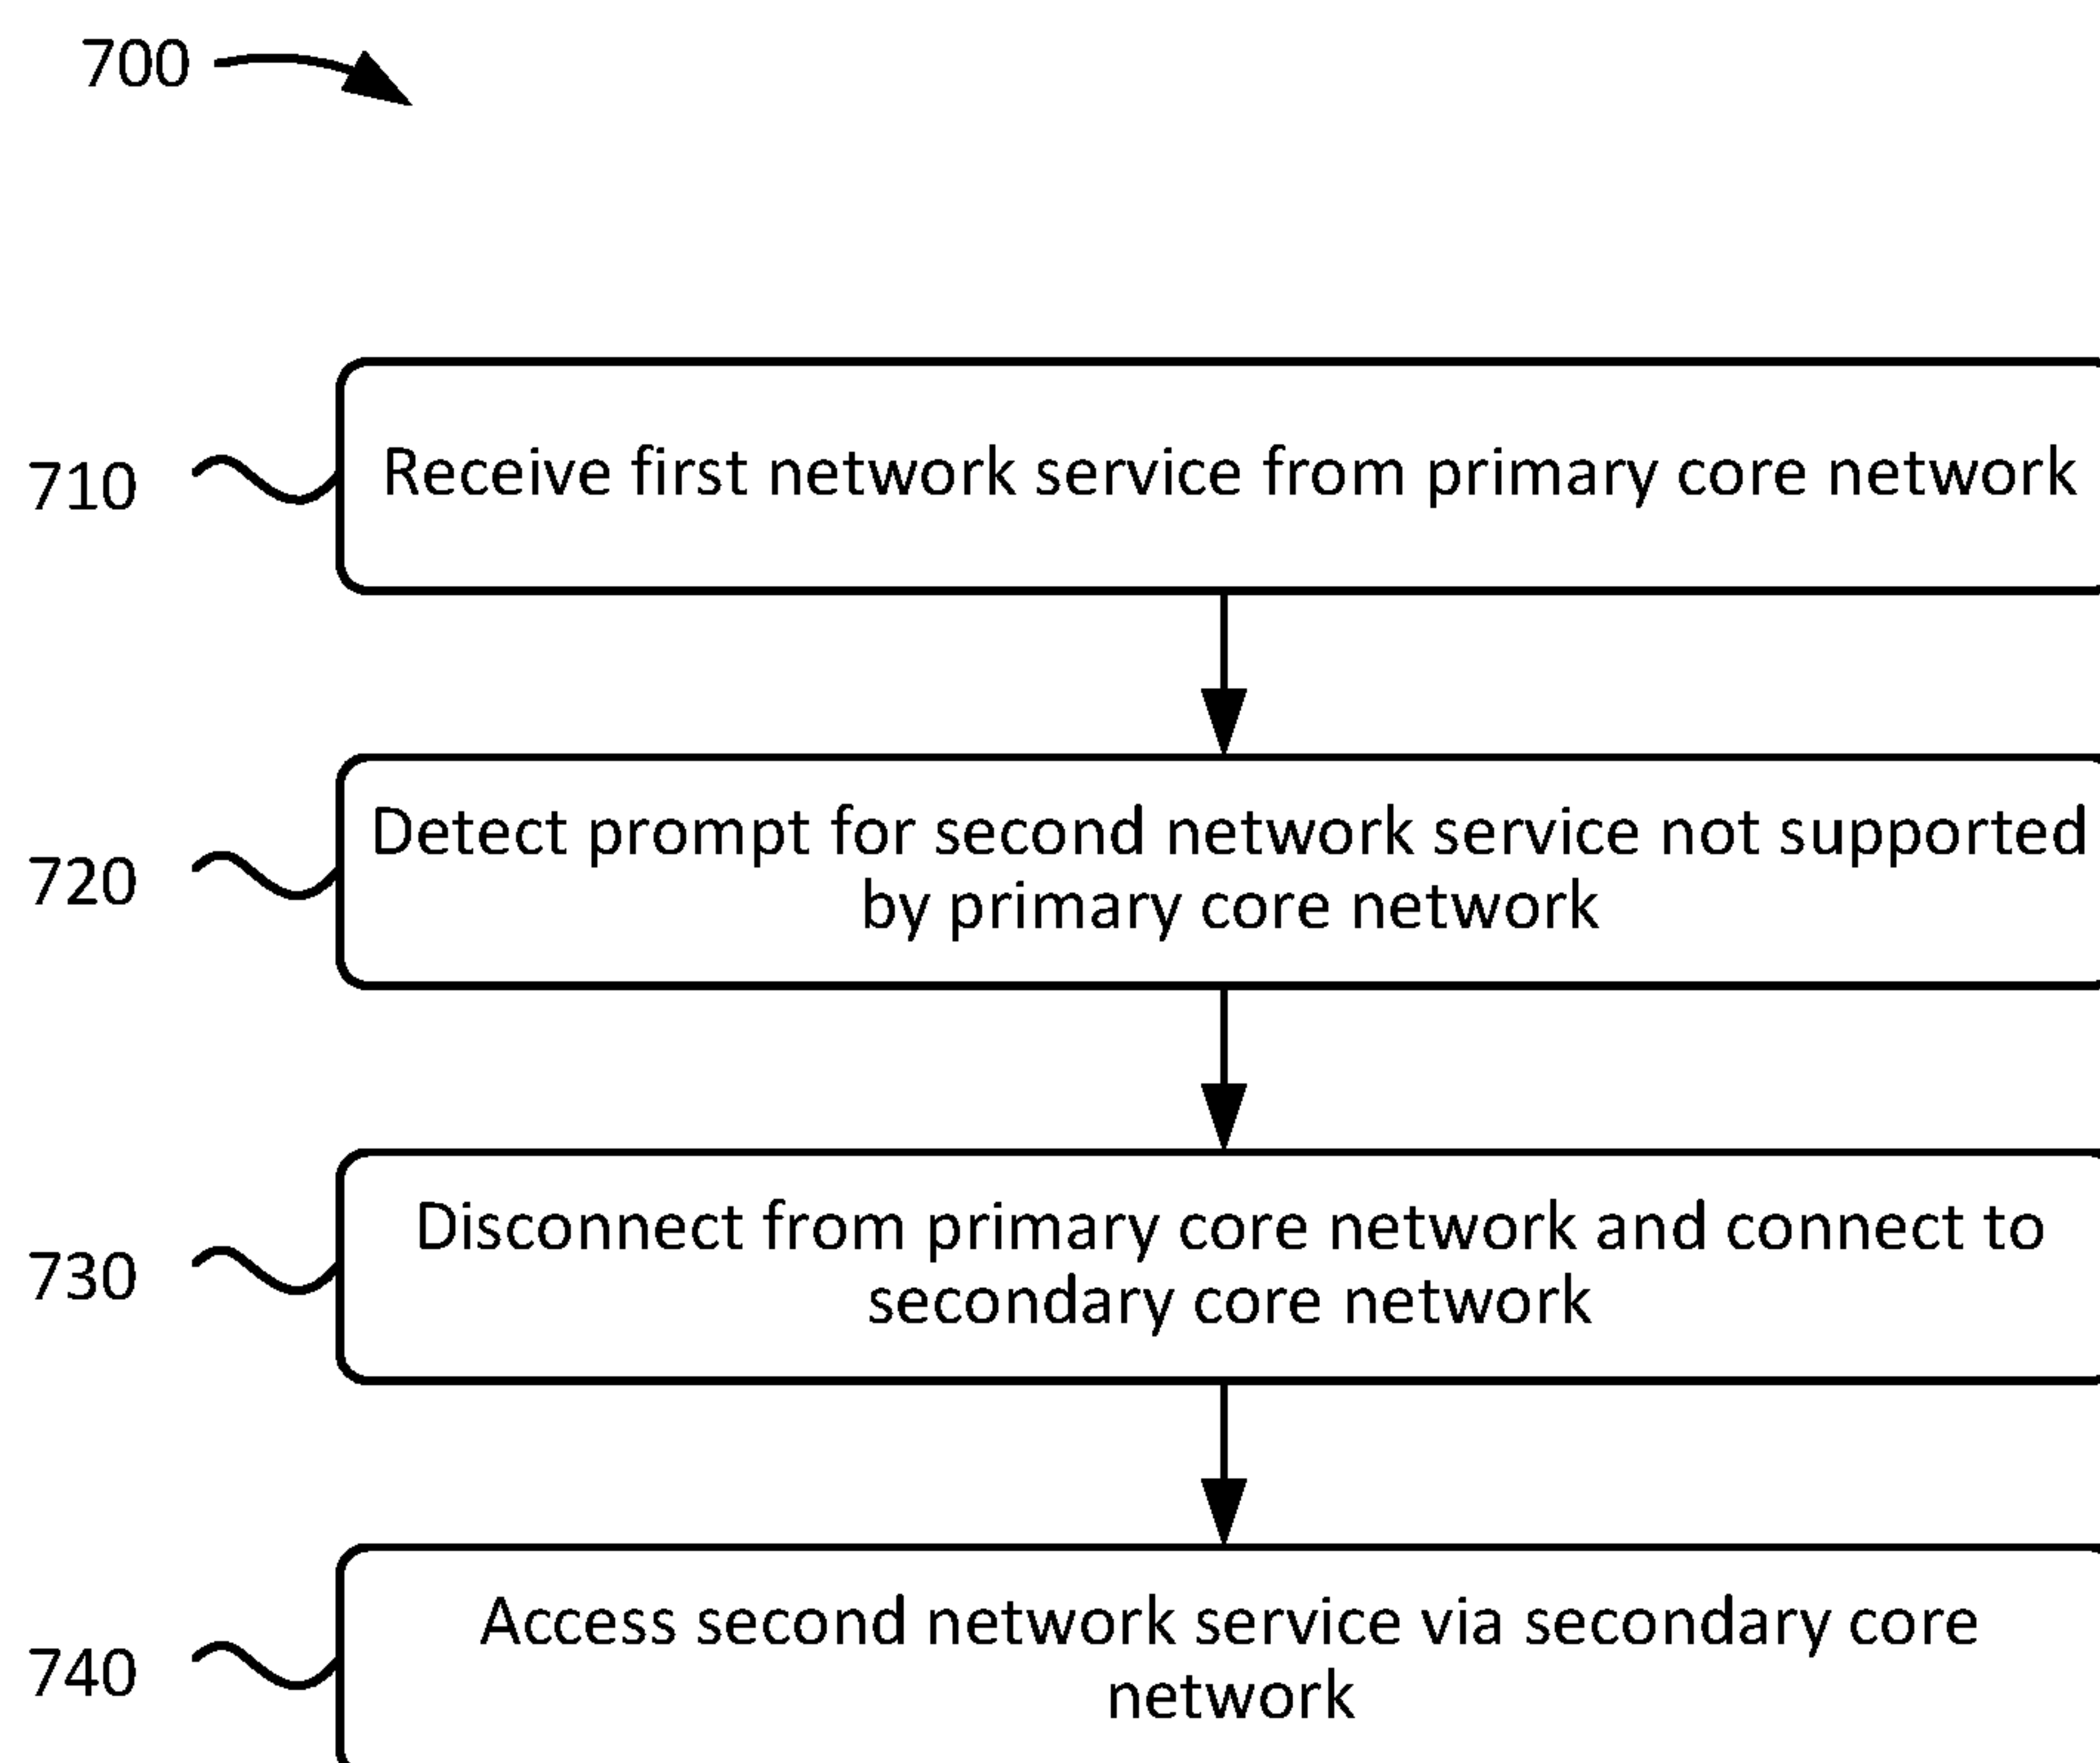 700
710
Receive first network service from primary core network
720
Detect prompt for second network service not supported
by primary core network
730
Disconnect from primary core network and connect to
secondary core network
740
Access second network service via secondary core
network